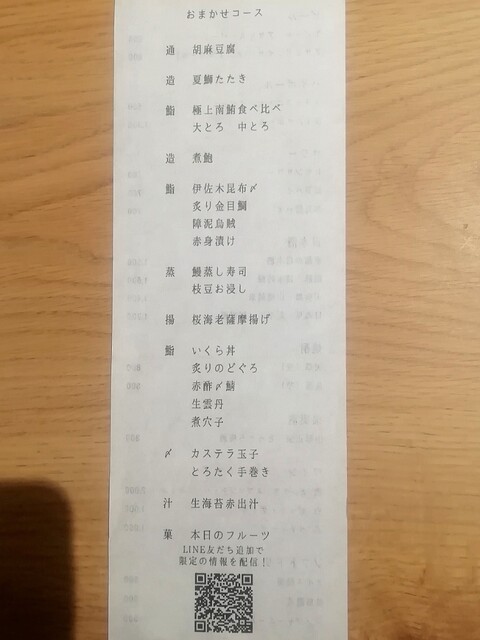 おまかせコース
通 胡麻豆腐
造 夏鰤たたき
鮨 極上南鮪食べ比べ
大とろ 中とろ
造 煮鮑
鮨 伊佐木昆布〆
炙り金目鯛
障泥烏賊
赤身漬け
蒸 鰻蒸し寿司
枝豆お浸し
揚 桜海老薩摩揚げ
鮨 いくら丼
炙りのどぐろ
赤酢〆鯖
生雲丹
煮穴子
〆 カステラ玉子
とろたく手巻き
汁 生海苔赤出汁
菓 本日のフルーツ
LINE友だち追加で
限定の情報を配信！